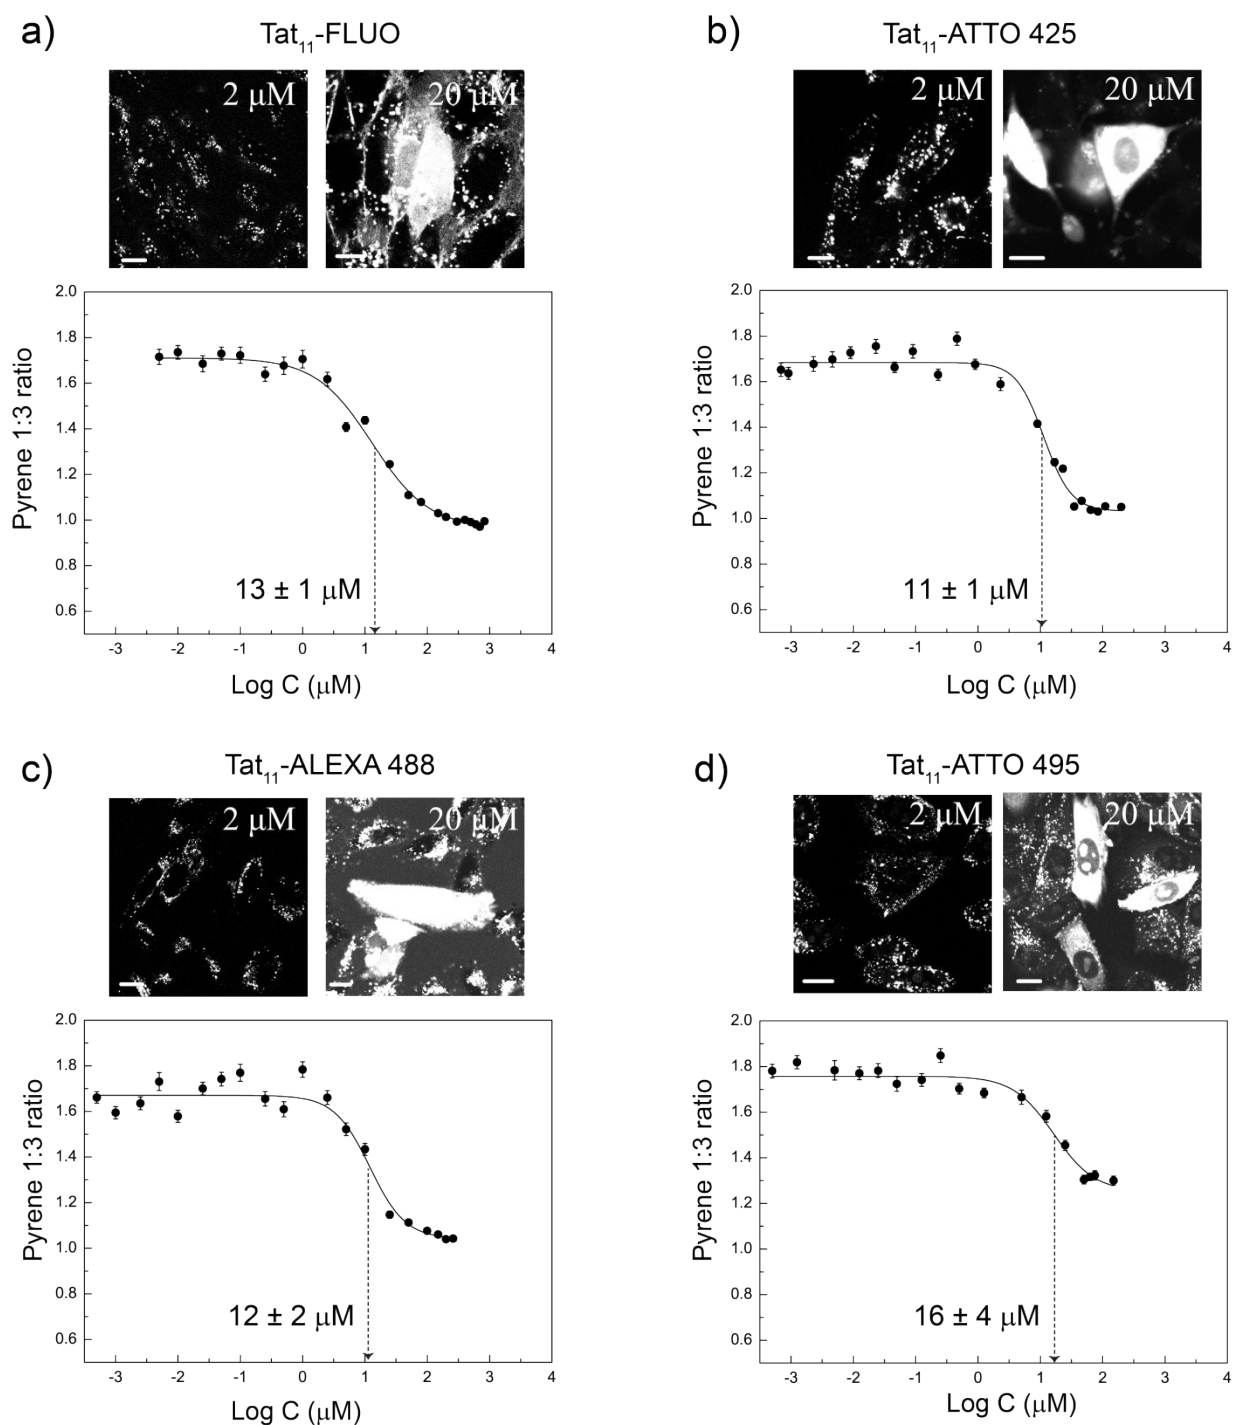 a)
Tat₁₁-FLUO
2 μM
20 μM
Pyrene 1:3 ratio
2.0
1.8
1.6
1.4
1.2
1.0
0.8
0.6
13 ± 1 μM
-3 -2 -1 0 1 2 3 4
Log C (μM)
b)
Tat₁₁-ATTO 425
2 μM
20 μM
Pyrene 1:3 ratio
2.0
1.8
1.6
1.4
1.2
1.0
0.8
0.6
11 ± 1 μM
-3 -2 -1 0 1 2 3 4
Log C (μM)
c)
Tat₁₁-ALEXA 488
2 μM
20 μM
Pyrene 1:3 ratio
2.0
1.8
1.6
1.4
1.2
1.0
0.8
0.6
12 ± 2 μM
-3 -2 -1 0 1 2 3 4
Log C (μM)
d)
Tat₁₁-ATTO 495
2 μM
20 μM
Pyrene 1:3 ratio
2.0
1.8
1.6
1.4
1.2
1.0
0.8
0.6
16 ± 4 μM
-3 -2 -1 0 1 2 3 4
Log C (μM)